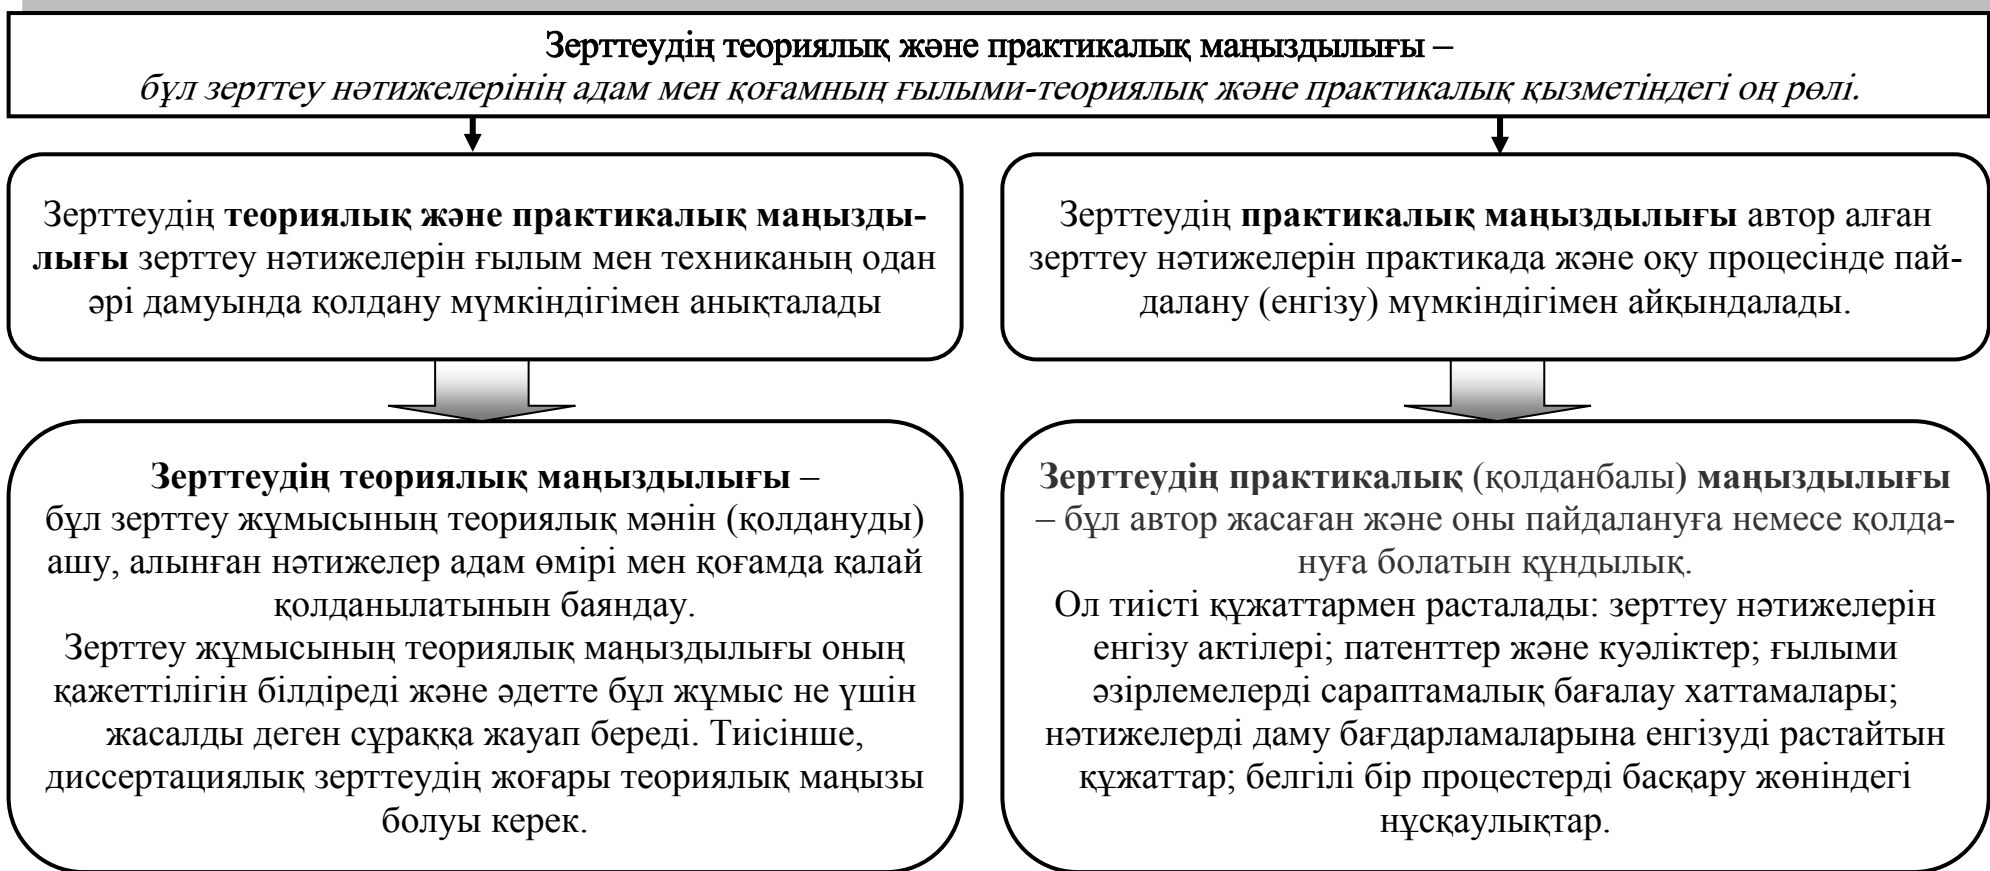 Зерттеудің теориялық және практикалық маңыздылығы –
бұл зерттеу нәтижелерінің адам мен қоғамның ғылыми-теориялық және практикалық қызметіндегі оң рөлі.
Зерттеудің теориялық және практикалық маңызды-
лығы зерттеу нәтижелерін ғылым мен техниканың одан
әрі дамуында қолдану мүмкіндігімен анықталады
Зерттеудің практикалық маңыздылығы автор алған
зерттеу нәтижелерін практикада және оқу процесінде пай-
далану (енгізу) мүмкіндігімен айқындалады.
Зерттеудің теориялық маңыздылығы –
бұл зерттеу жұмысының теориялық мәнін (қолдануды)
ашу, алынған нәтижелер адам өмірі мен қоғамда қалай
қолданылатынын баяндау.
Зерттеу жұмысының теориялық маңыздылығы оның
қажеттілігін білдіреді және әдетте бұл жұмыс не үшін
жасалды деген сұраққа жауап береді. Тиісінше,
диссертациялық зерттеудің жоғары теориялық маңызы
болуы керек.
Зерттеудің практикалық (қолданбалы) маңыздылығы
– бұл автор жасаған және оны пайдалануға немесе қолда-
нуға болатын құндылық.
Ол тиісті құжаттармен расталады: зерттеу нәтижелерін
енгізу актілері; патенттер және куәліктер; ғылыми
әзірлемелерді сараптамалық бағалау хаттамалары;
нәтижелерді даму бағдарламаларына енгізуді растайтын
құжаттар; белгілі бір процестерді басқару жөніндегі
нұсқаулықтар.